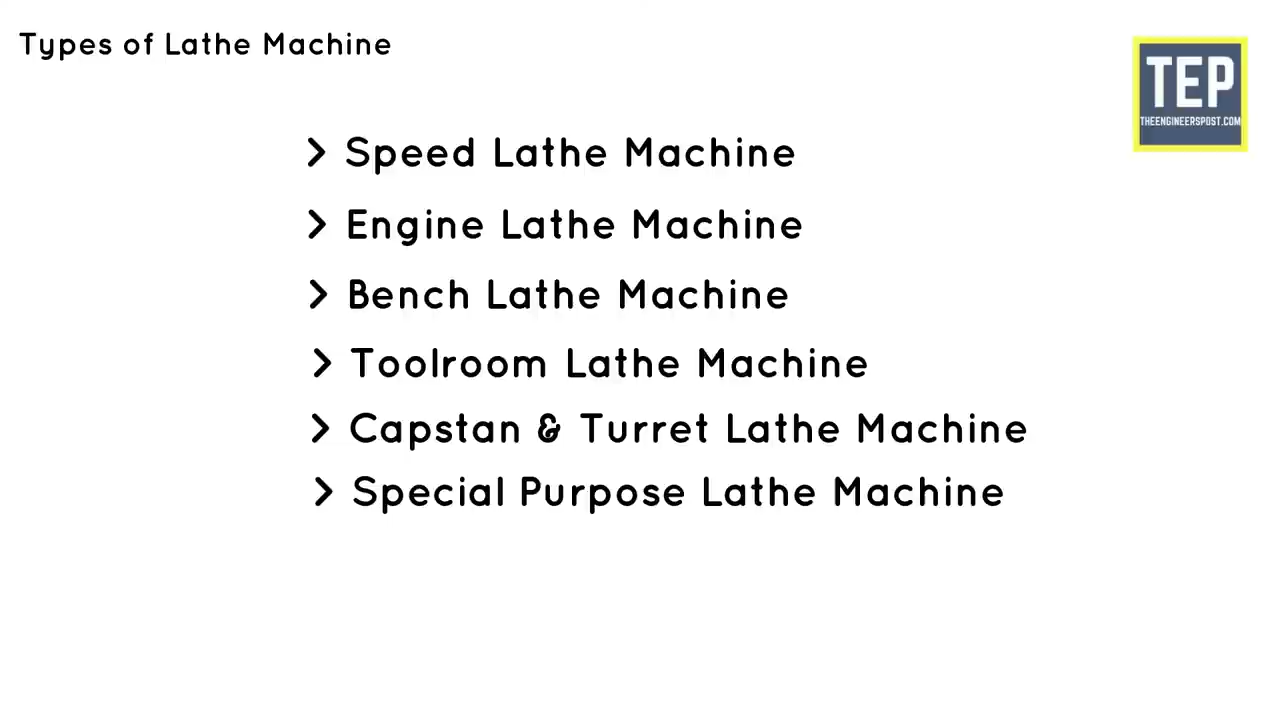 Types of Lathe Machine
TEP
THEENGINEERSPOST.COM
> Speed Lathe Machine
> Engine Lathe Machine
> Bench Lathe Machine
> Toolroom Lathe Machine
> Capstan & Turret Lathe Machine
> Special Purpose Lathe Machine